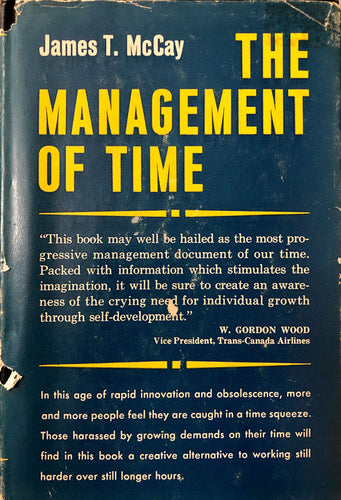 James T. McCay THE
MANAGEMENT
OF TIME
“This book may well be hailed as the most pro-
gressive management document of our time.
Packed with information which stimulates the
imagination, it will be sure to create an aware-
ness of the crying need for individual growth
through self-development.”
W. GORDON WOOD
Vice President, Trans-Canada Airlines
In this age of rapid innovation and obsolescence, more
and more people feel they are caught in a time squeeze.
Those harassed by growing demands on their time will
find in this book a creative alternative to working still
harder over still longer hours.